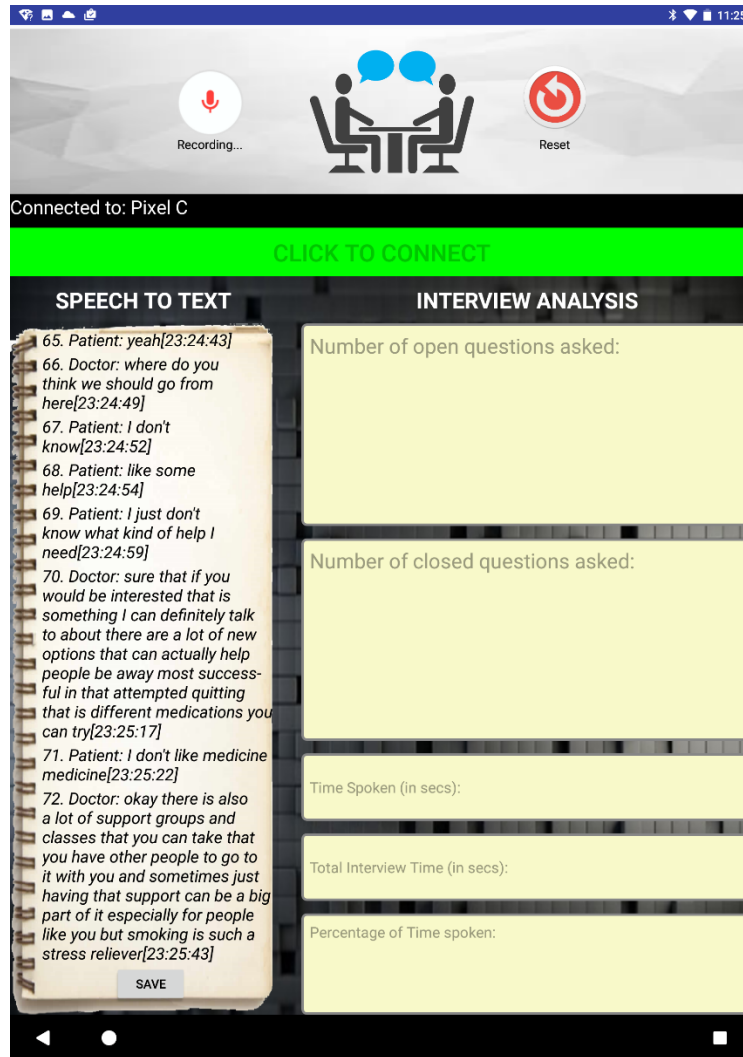 11:25
Recording...
Reset
Connected to: Pixel C
CLICK TO CONNECT
SPEECH TO TEXT
65. Patient: yeah[23:24:43]
66. Doctor: where do you
think we should go from
here[23:24:49]
67. Patient: I don't
know[23:24:52]
68. Patient: like some
help[23:24:54]
69. Patient: I just don't
know what kind of help I
need[23:24:59]
70. Doctor: sure that if you
would be interested that is
something I can definitely talk
to about there are a lot of new
options that can actually help
people be away most success-
ful in that attempted quitting
that is different medications you
can try[23:25:17]
71. Patient: I don't like medicine
medicine[23:25:22]
72. Doctor: okay there is also
a lot of support groups and
classes that you can take that
you have other people to go to
it with you and sometimes just
having that support can be a big
part of it especially for people
like you but smoking is such a
stress reliever[23:25:43]
SAVE
INTERVIEW ANALYSIS
Number of open questions asked:
Number of closed questions asked:
Time Spoken (in secs):
Total Interview Time (in secs):
Percentage of Time spoken: